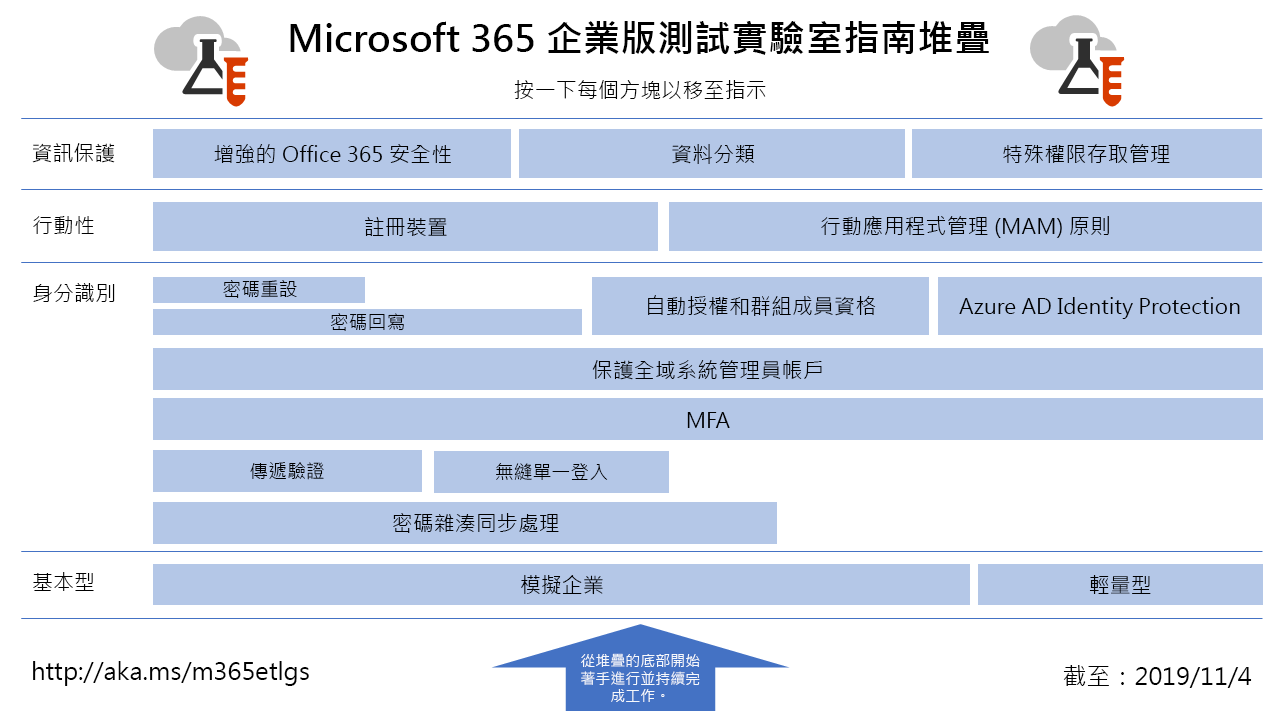 Microsoft 365 企業版測試實驗室指南堆疊
按一下每個方塊以移至指示
資訊保護
增強的 Office 365 安全性
資料分類
特殊權限存取管理
行動性
註冊裝置
行動應用程式管理 (MAM) 原則
身分識別
密碼重設
密碼回寫
自動授權和群組成員資格
Azure AD Identity Protection
保護全域系統管理員帳戶
MFA
傳遞驗證
無縫單一登入
密碼雜湊同步處理
基本型
模擬企業
輕量型
http://aka.ms/m365etlgs
從堆疊的底部開始
著手進行並持續完
成工作。
截至：2019/11/4